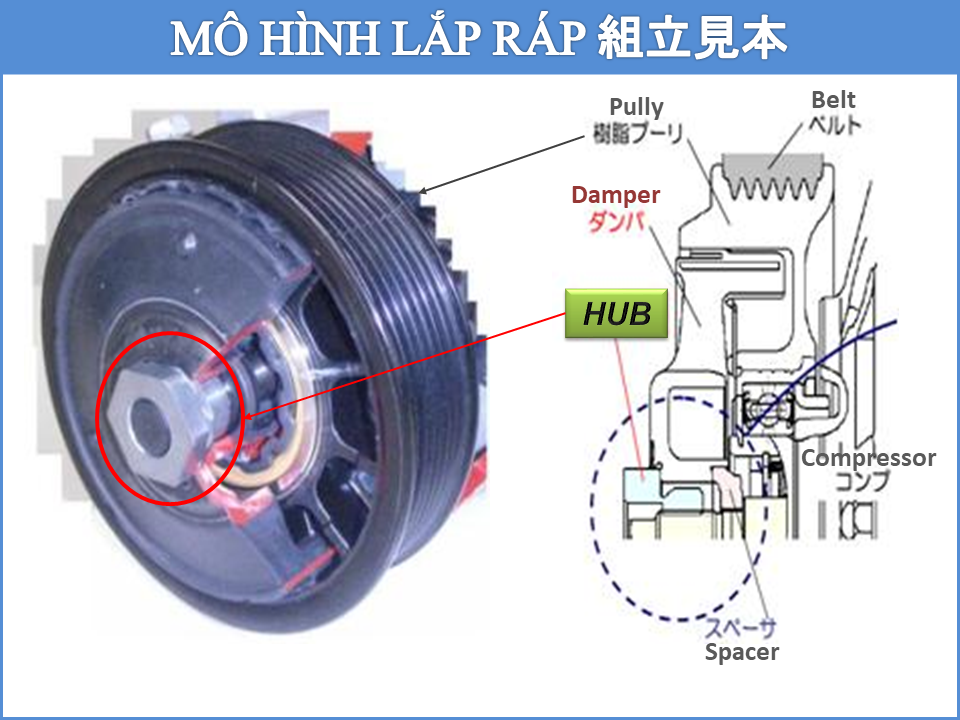 MÔ HÌNH LẮP RÁP 組立見本
Pully
樹脂プーリ
Belt
ベルト
Damper
ダンパ
HUB
Compressor
コンプ
スペーサ
Spacer